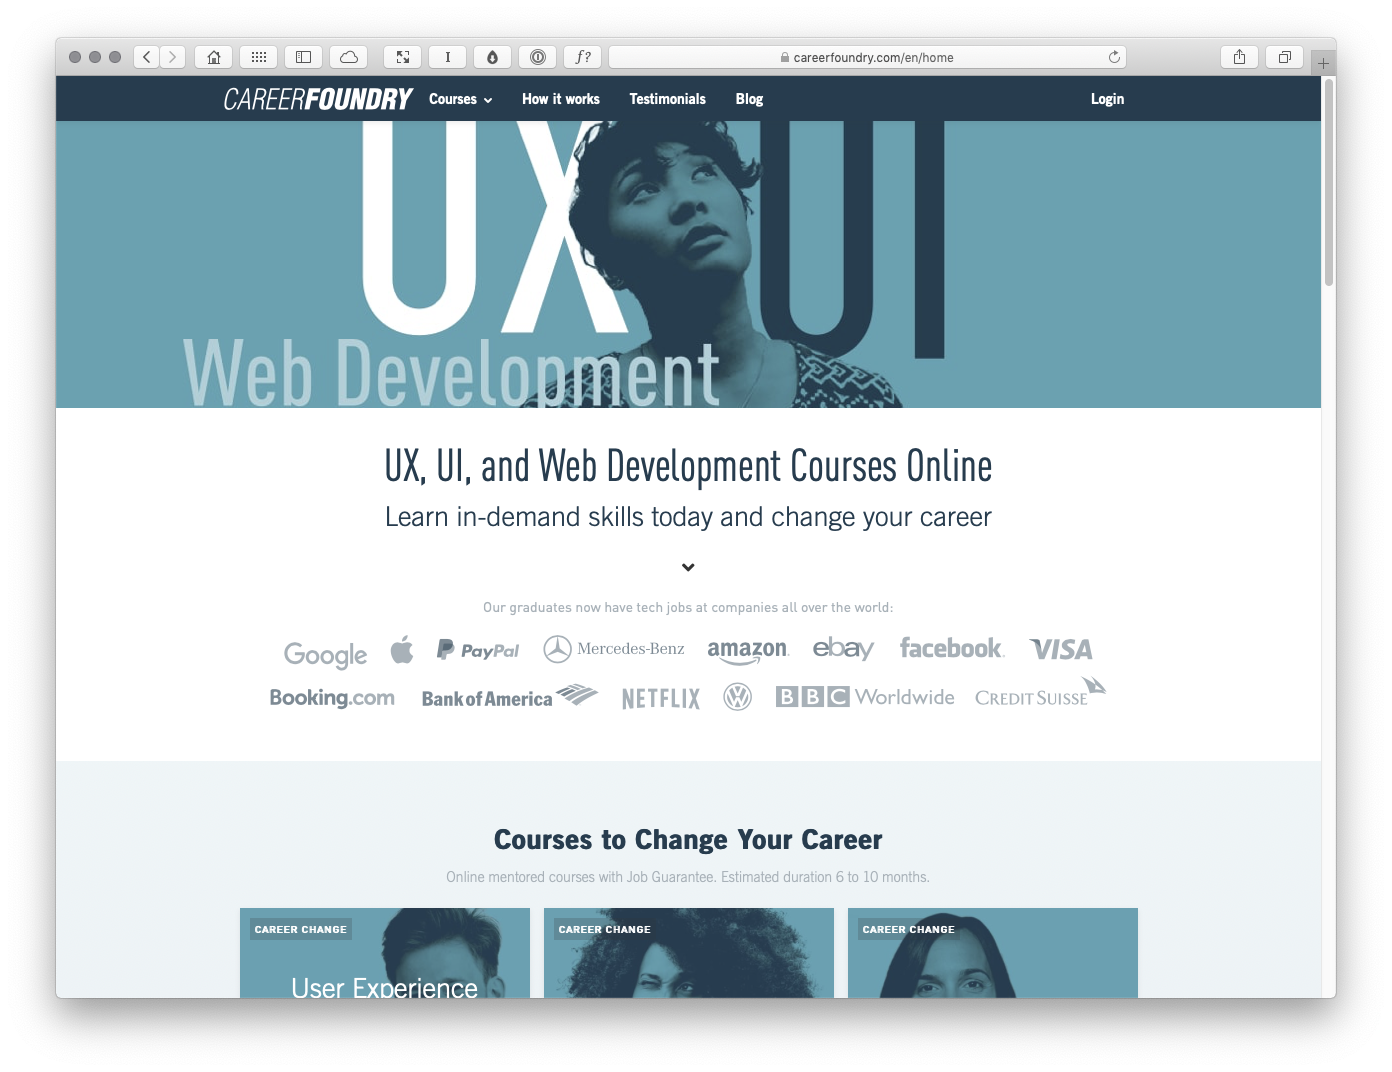 I
f?
careerfoundry.com/en/home
CAREERFOUNDRY Courses How it works Testimonials Blog Login
UX UI
Web Development
UX, UI, and Web Development Courses Online
Learn in-demand skills today and change your career
Our graduates now have tech jobs at companies all over the world:
Google PayPal Mercedes-Benz amazon ebay facebook VISA
Booking.com Bank of America NETFLIX VW BBC Worldwide CREDIT SUISSE
Courses to Change Your Career
Online mentored courses with Job Guarantee. Estimated duration 6 to 10 months.
CAREER CHANGE CAREER CHANGE CAREER CHANGE
User Experience